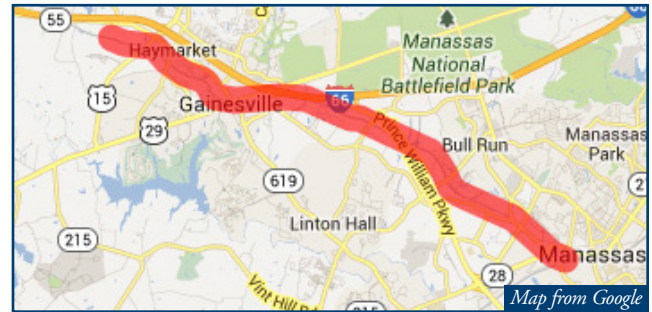 55
Haymarket
Manassas
National
Battlefield Park
15
Gainesville
66
29
Prince William Pkwy
Bull Run
Manassas
Park
619
Linton Hall
215
Manassas
28
Vint Hill
Map from Google